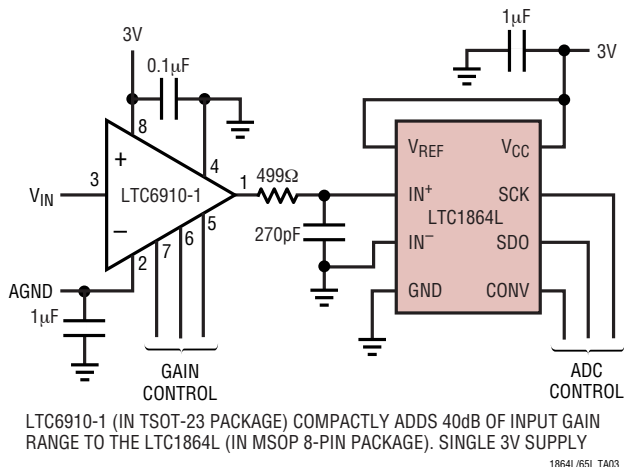 1µF
3V
3V
0.1µF
8
4
+
VREF
VCC
VIN
3
LTC6910-1
1
499Ω
IN+
SCK
LTC1864L
−
5
6
7
270pF
IN−
SDO
2
AGND
GND
CONV
1µF
GAIN
CONTROL
ADC
CONTROL
LTC6910-1 (IN TSOT-23 PACKAGE) COMPACTLY ADDS 40dB OF INPUT GAIN
RANGE TO THE LTC1864L (IN MSOP 8-PIN PACKAGE). SINGLE 3V SUPPLY
1864L/65L TA03